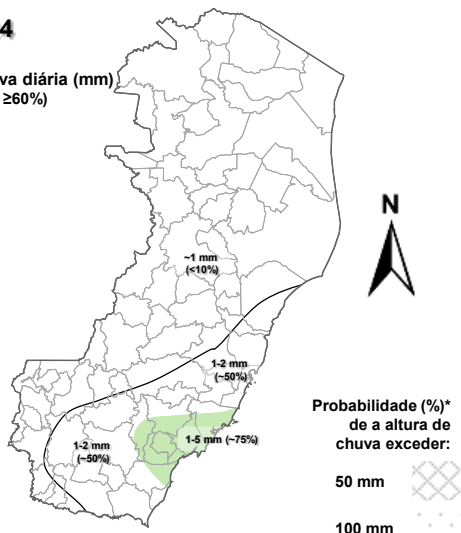 4
va diária (mm)
≥60%)
N
~1 mm
(<10%)
1-2 mm
(~50%)
1-2 mm
(~50%)
1-5 mm (~75%)
Probabilidade (%)*
de a altura de
chuva exceder:
50 mm
100 mm